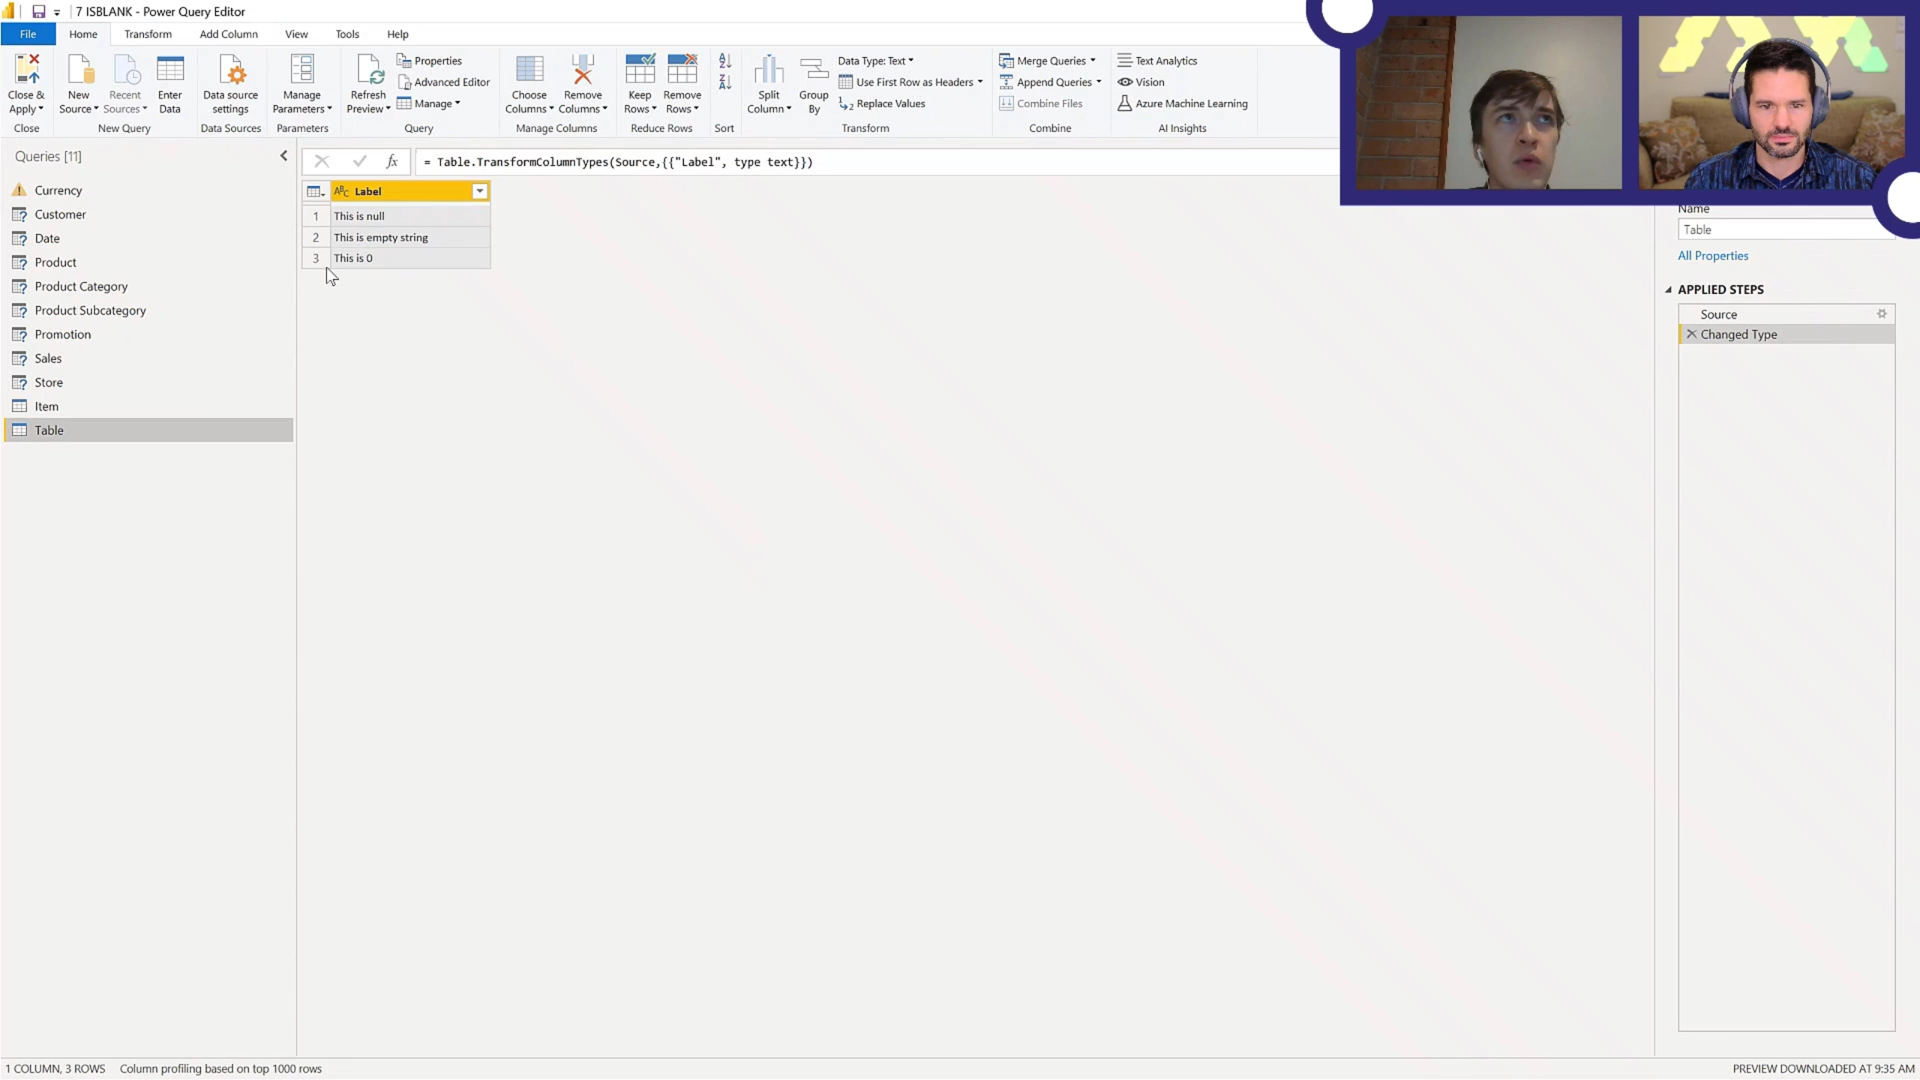 7 ISBLANK - Power Query Editor
File Home Transform Add Column View Tools Help
Close & Apply
New Source
Recent Sources
Enter Data
Data source settings
Manage Parameters
Refresh Preview
Properties
Advanced Editor
Manage
Choose Columns
Remove Columns
Keep Rows
Remove Rows
Split Column
Group By
Data Type: Text
Use First Row as Headers
Replace Values
Merge Queries
Append Queries
Combine Files
Text Analytics
Vision
Azure Machine Learning
Close New Query Data Sources Parameters Query Manage Columns Reduce Rows Sort Transform Combine AI Insights
Queries [11]
fx = Table.TransformColumnTypes(Source,{{"Label", type text}})
Currency
Customer
Date
Product
Product Category
Product Subcategory
Promotion
Sales
Store
Item
Table
ABC Label
1 This is null
2 This is empty string
3 This is 0
Name
Table
All Properties
APPLIED STEPS
Source
Changed Type
1 COLUMN, 3 ROWS Column profiling based on top 1000 rows
PREVIEW DOWNLOADED AT 9:35 AM